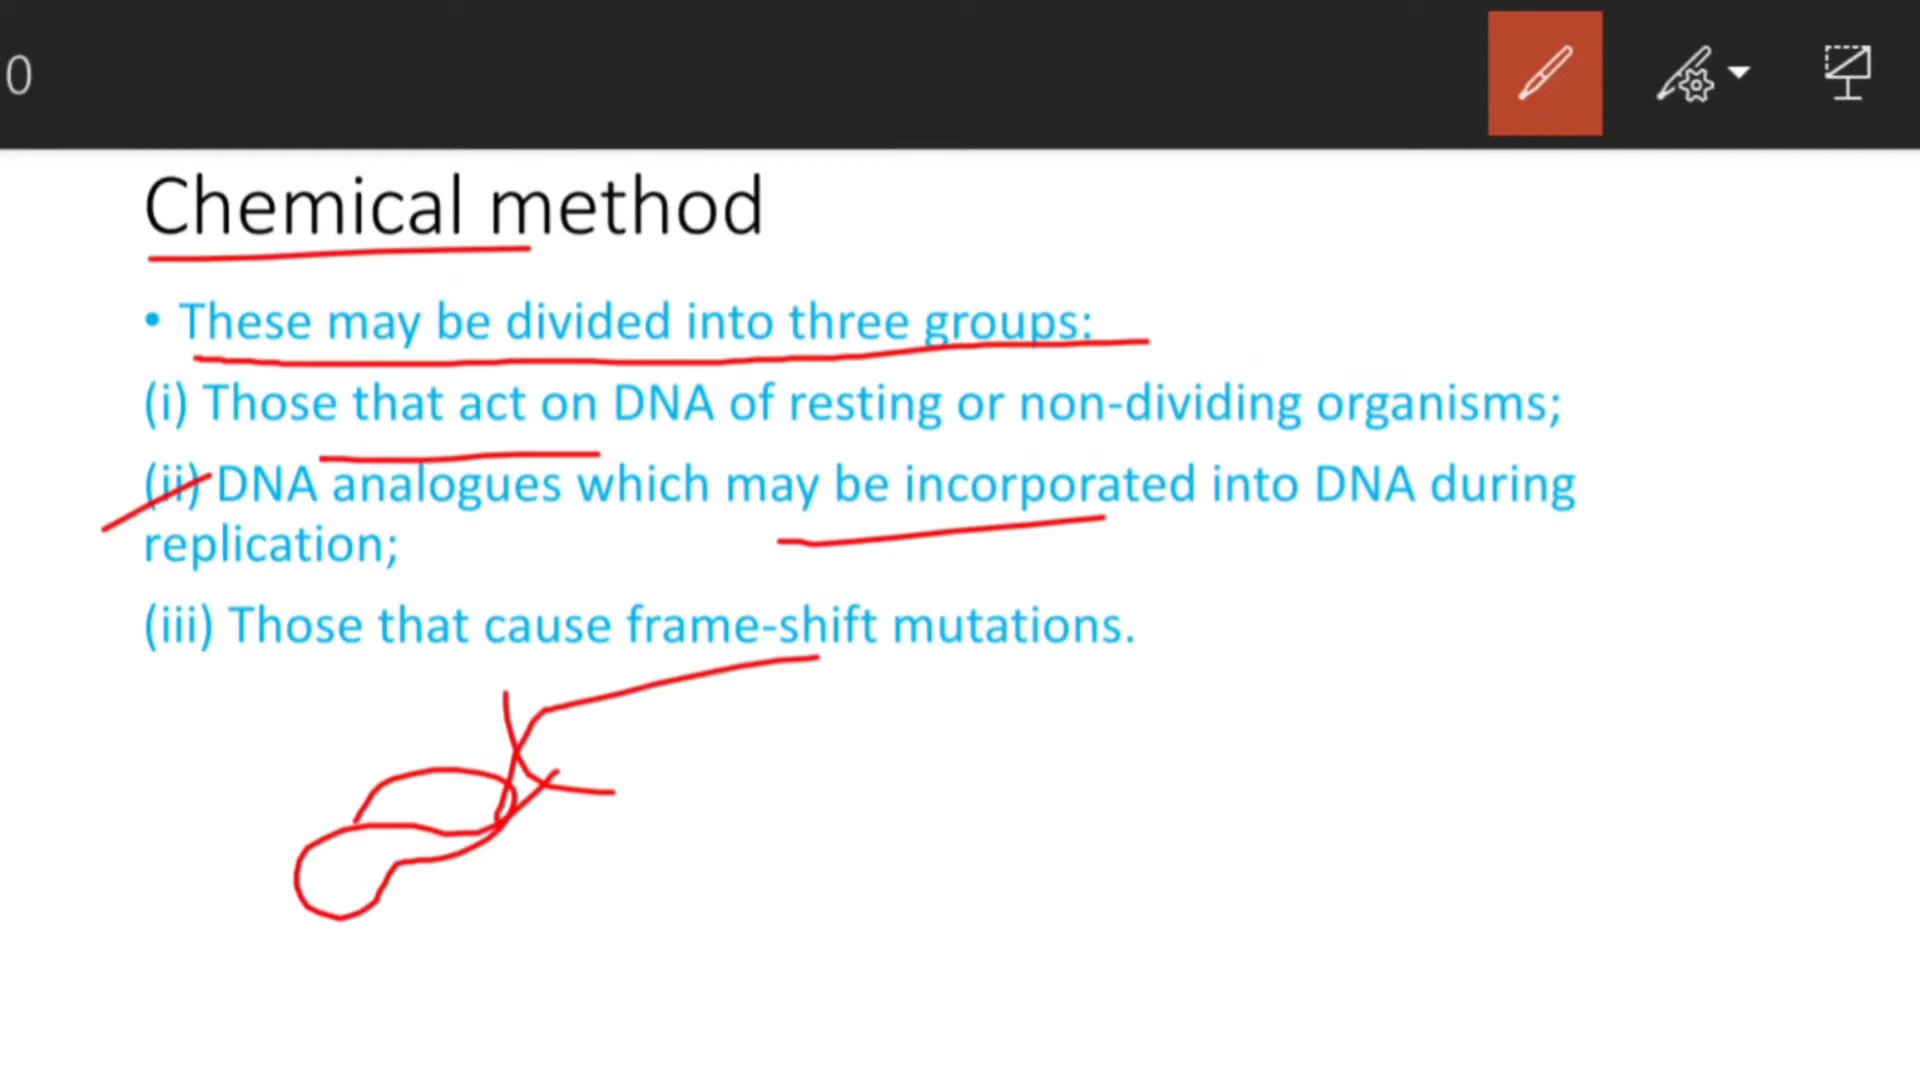 0
Chemical method
• These may be divided into three groups:
(i) Those that act on DNA of resting or non-dividing organisms;
(ii) DNA analogues which may be incorporated into DNA during
replication;
(iii) Those that cause frame-shift mutations.